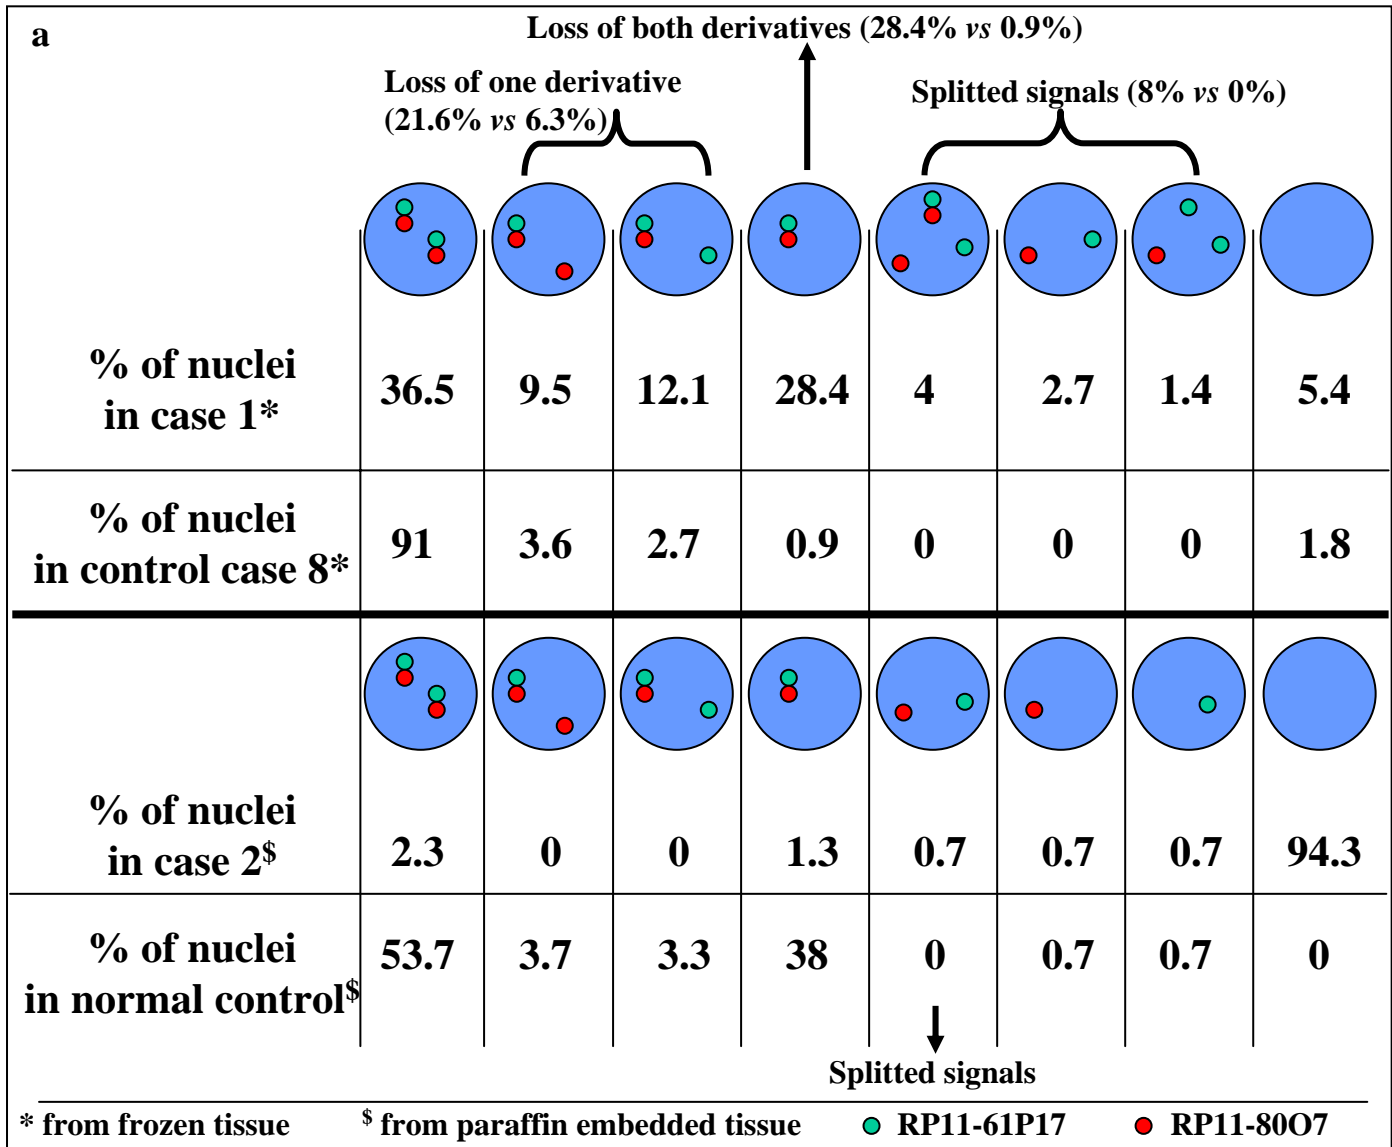 a
Loss of both derivatives (28.4% vs 0.9%)
Loss of one derivative
(21.6% vs 6.3%)
Splitted signals (8% vs 0%)
% of nuclei
in case 1*
36.5 9.5 12.1 28.4 4 2.7 1.4 5.4
% of nuclei
in control case 8*
91 3.6 2.7 0.9 0 0 0 1.8
% of nuclei
in case 2$
2.3 0 0 1.3 0.7 0.7 0.7 94.3
% of nuclei
in normal control$
53.7 3.7 3.3 38 0 0.7 0.7 0
Splitted signals
* from frozen tissue $ from paraffin embedded tissue RP11-61P17 RP11-80O7